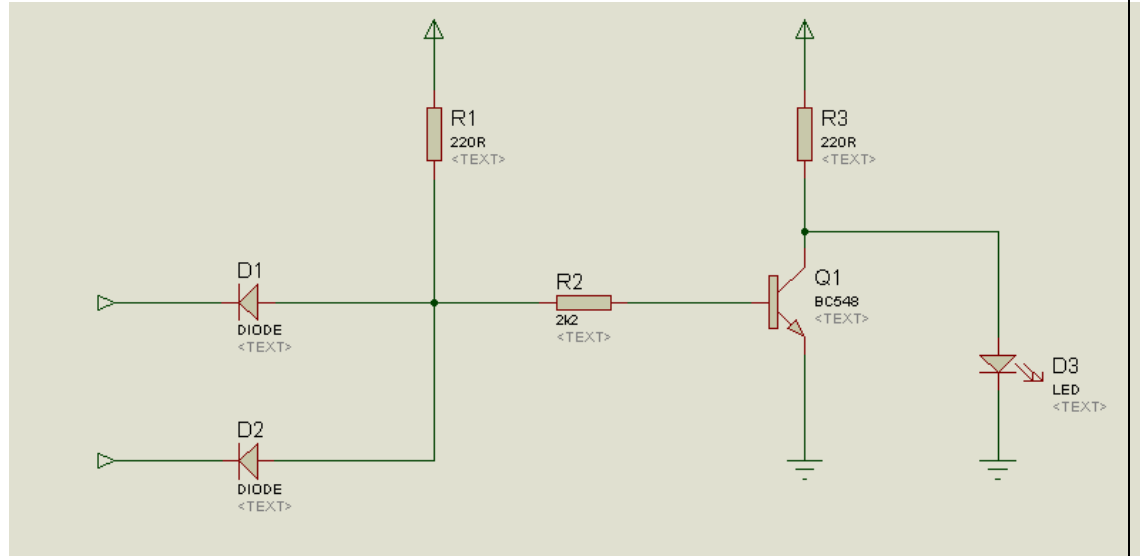 R1
220R
<TEXT>
R3
220R
<TEXT>
D1
DIODE
<TEXT>
R2
2k2
<TEXT>
Q1
BC548
<TEXT>
D3
LED
<TEXT>
D2
DIODE
<TEXT>